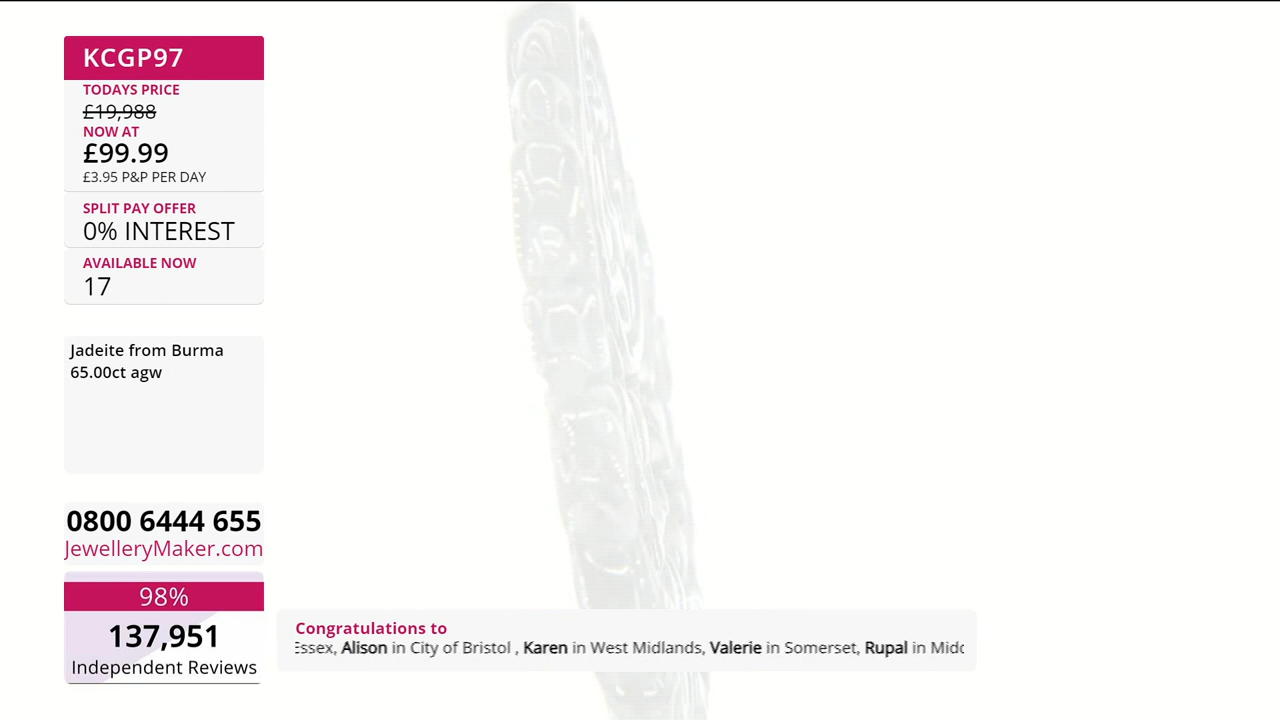 KCGP97
TODAYS PRICE
£19,988
NOW AT
£99.99
£3.95 P&P PER DAY
SPLIT PAY OFFER
0% INTEREST
AVAILABLE NOW
17
Jadeite from Burma
65.00ct agw
0800 6444 655
JewelleryMaker.com
98%
137,951
Independent Reviews
Congratulations to
Essex, Alison in City of Bristol , Karen in West Midlands, Valerie in Somerset, Rupal in